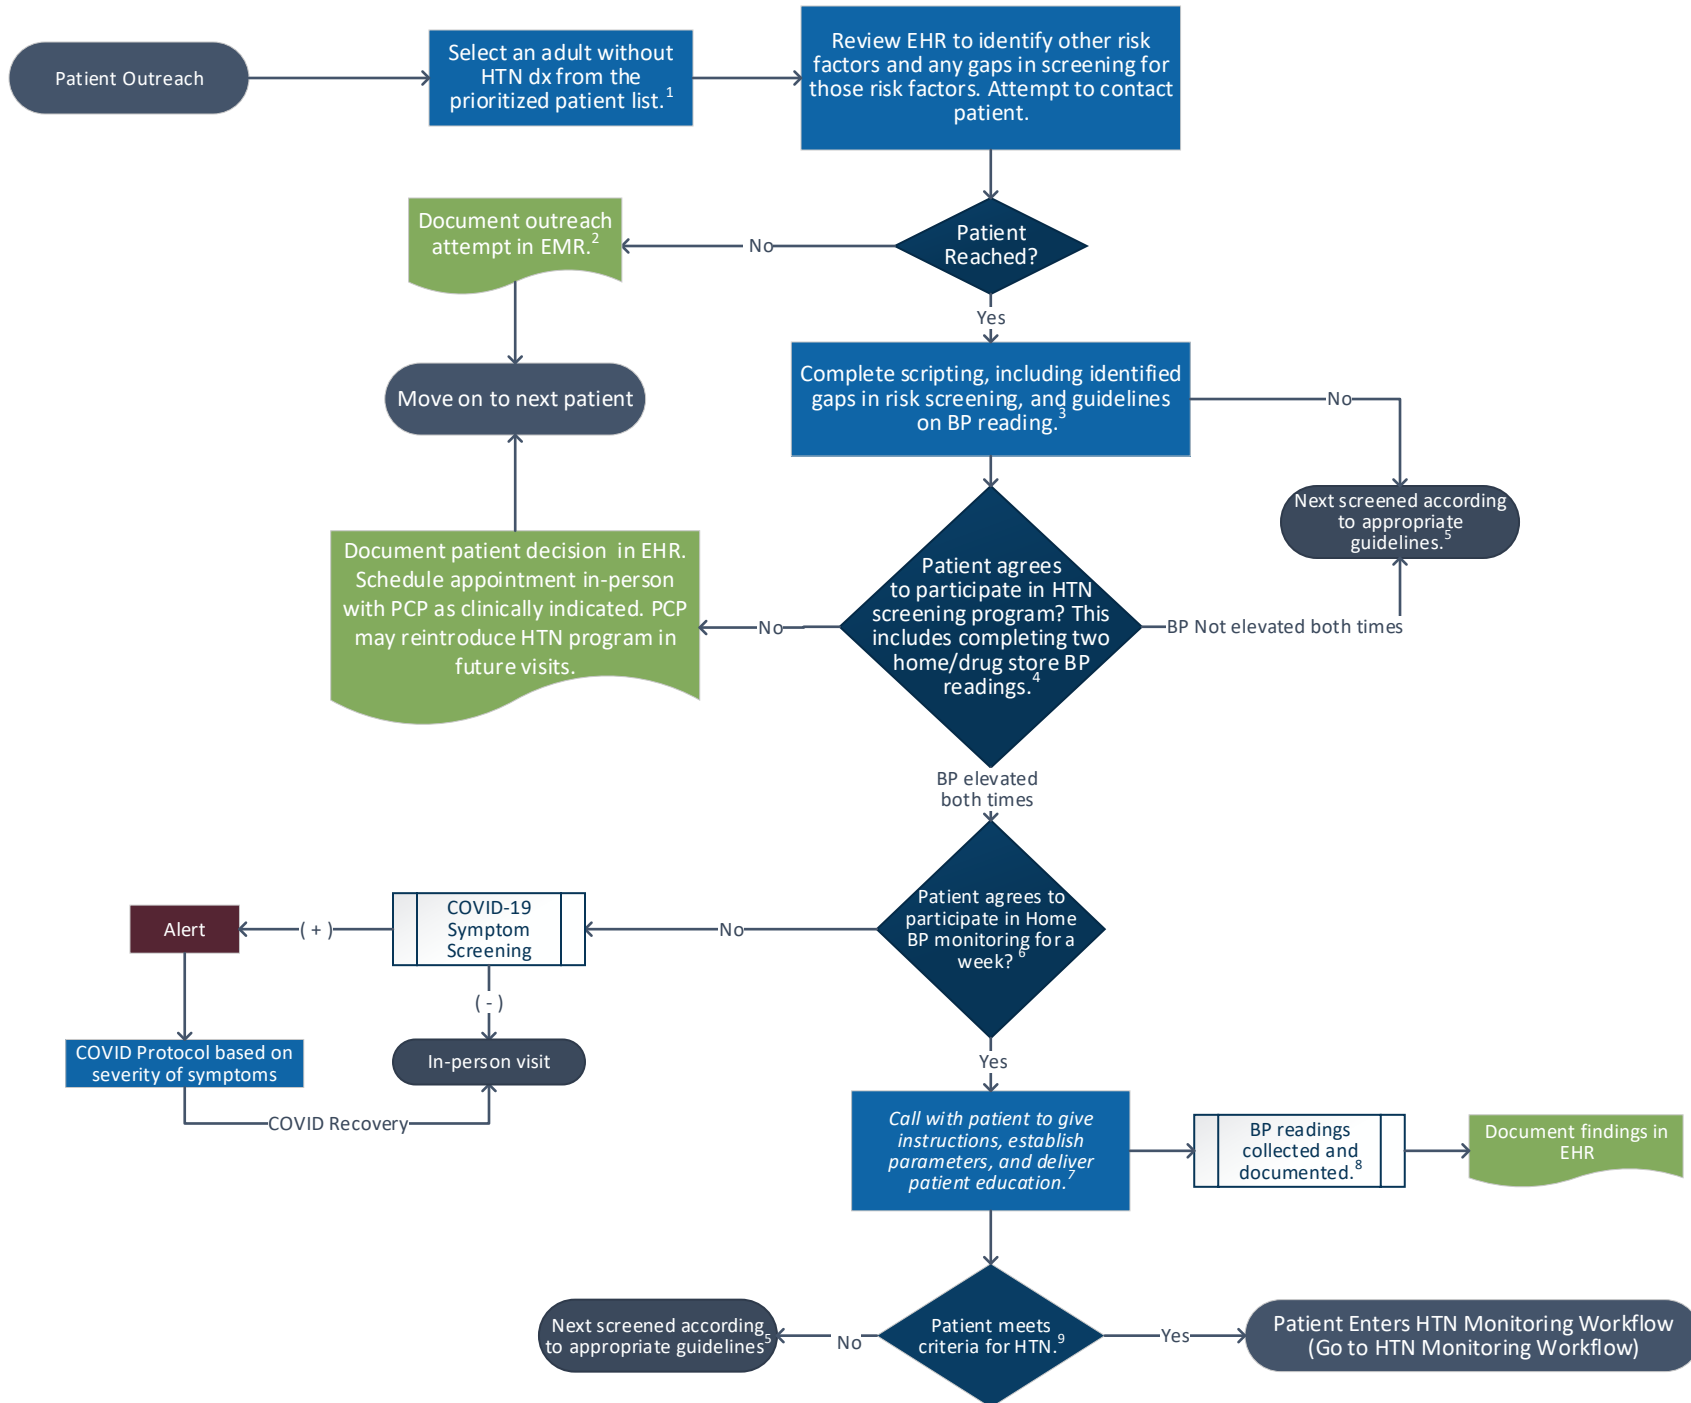 Patient Outreach
Select an adult without
HTN dx from the
prioritized patient list.1
Review EHR to identify other risk
factors and any gaps in screening for
those risk factors. Attempt to contact
patient.
Patient
Reached?
No
Document outreach
attempt in EMR.2
Move on to next patient
Yes
Complete scripting, including identified
gaps in risk screening, and guidelines
on BP reading.3
No
Next screened according
to appropriate
guidelines.5
Patient agrees
to participate in HTN
screening program? This
includes completing two
home/drug store BP
readings.4
BP Not elevated both times
No
Document patient decision in EHR.
Schedule appointment in-person
with PCP as clinically indicated. PCP
may reintroduce HTN program in
future visits.
BP elevated
both times
Patient agrees to
participate in Home
BP monitoring for a
week? 6
No
COVID-19
Symptom
Screening
( + )
Alert
( - )
COVID Protocol based on
severity of symptoms
In-person visit
COVID Recovery
Yes
Call with patient to give
instructions, establish
parameters, and deliver
patient education.7
BP readings
collected and
documented.8
Document findings in
EHR
Patient meets
criteria for HTN.9
No
Next screened according
to appropriate guidelines5
Yes
Patient Enters HTN Monitoring Workflow
(Go to HTN Monitoring Workflow)